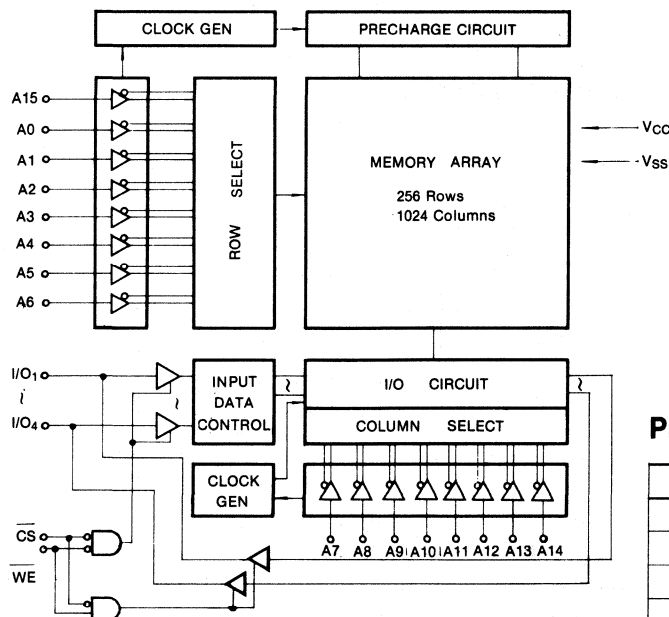 CLOCK GEN
PRECHARGE CIRCUIT
A15
A0
A1
A2
A3
A4
A5
A6
ROW SELECT
MEMORY ARRAY
256 Rows
1024 Columns
VCC
VSS
I/O1
I/O4
INPUT
DATA
CONTROL
I/O CIRCUIT
COLUMN SELECT
CLOCK
GEN
A7 A8 A9 A10 A11 A12 A13 A14
CS
WE
P